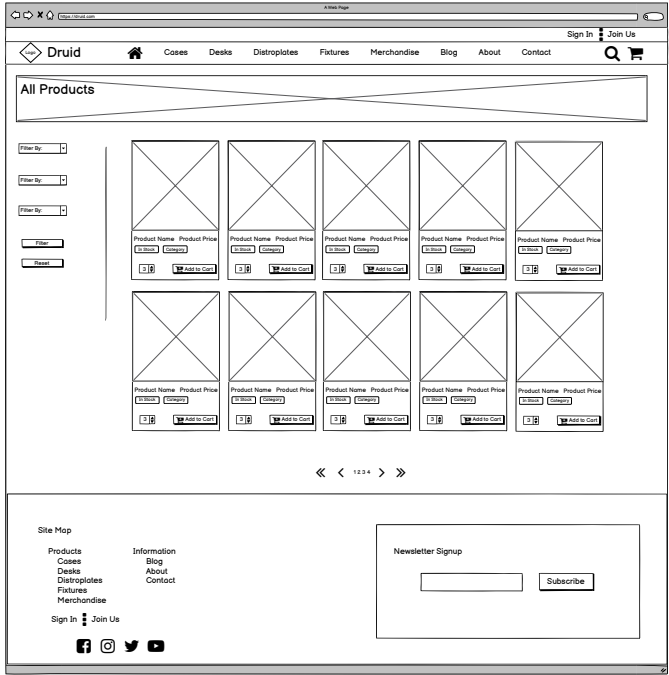 A Web Page
https://druid.com
Sign In Join Us
Logo Druid Cases Desks Distroplates Fixtures Merchandise Blog About Contact
All Products
Filter By:
Filter By:
Filter By:
Filter
Reset
Product Name Product Price Product Name Product Price Product Name Product Price Product Name Product Price Product Name Product Price
In Stock Category In Stock Category In Stock Category In Stock Category In Stock Category
3 Add to Cart 3 Add to Cart 3 Add to Cart 3 Add to Cart 3 Add to Cart
Product Name Product Price Product Name Product Price Product Name Product Price Product Name Product Price Product Name Product Price
In Stock Category In Stock Category In Stock Category In Stock Category In Stock Category
3 Add to Cart 3 Add to Cart 3 Add to Cart 3 Add to Cart 3 Add to Cart
1 2 3 4
Site Map
Products Information
Cases Blog
Desks About
Distroplates Contact
Fixtures
Merchandise
Sign In Join Us
Newsletter Signup
Subscribe